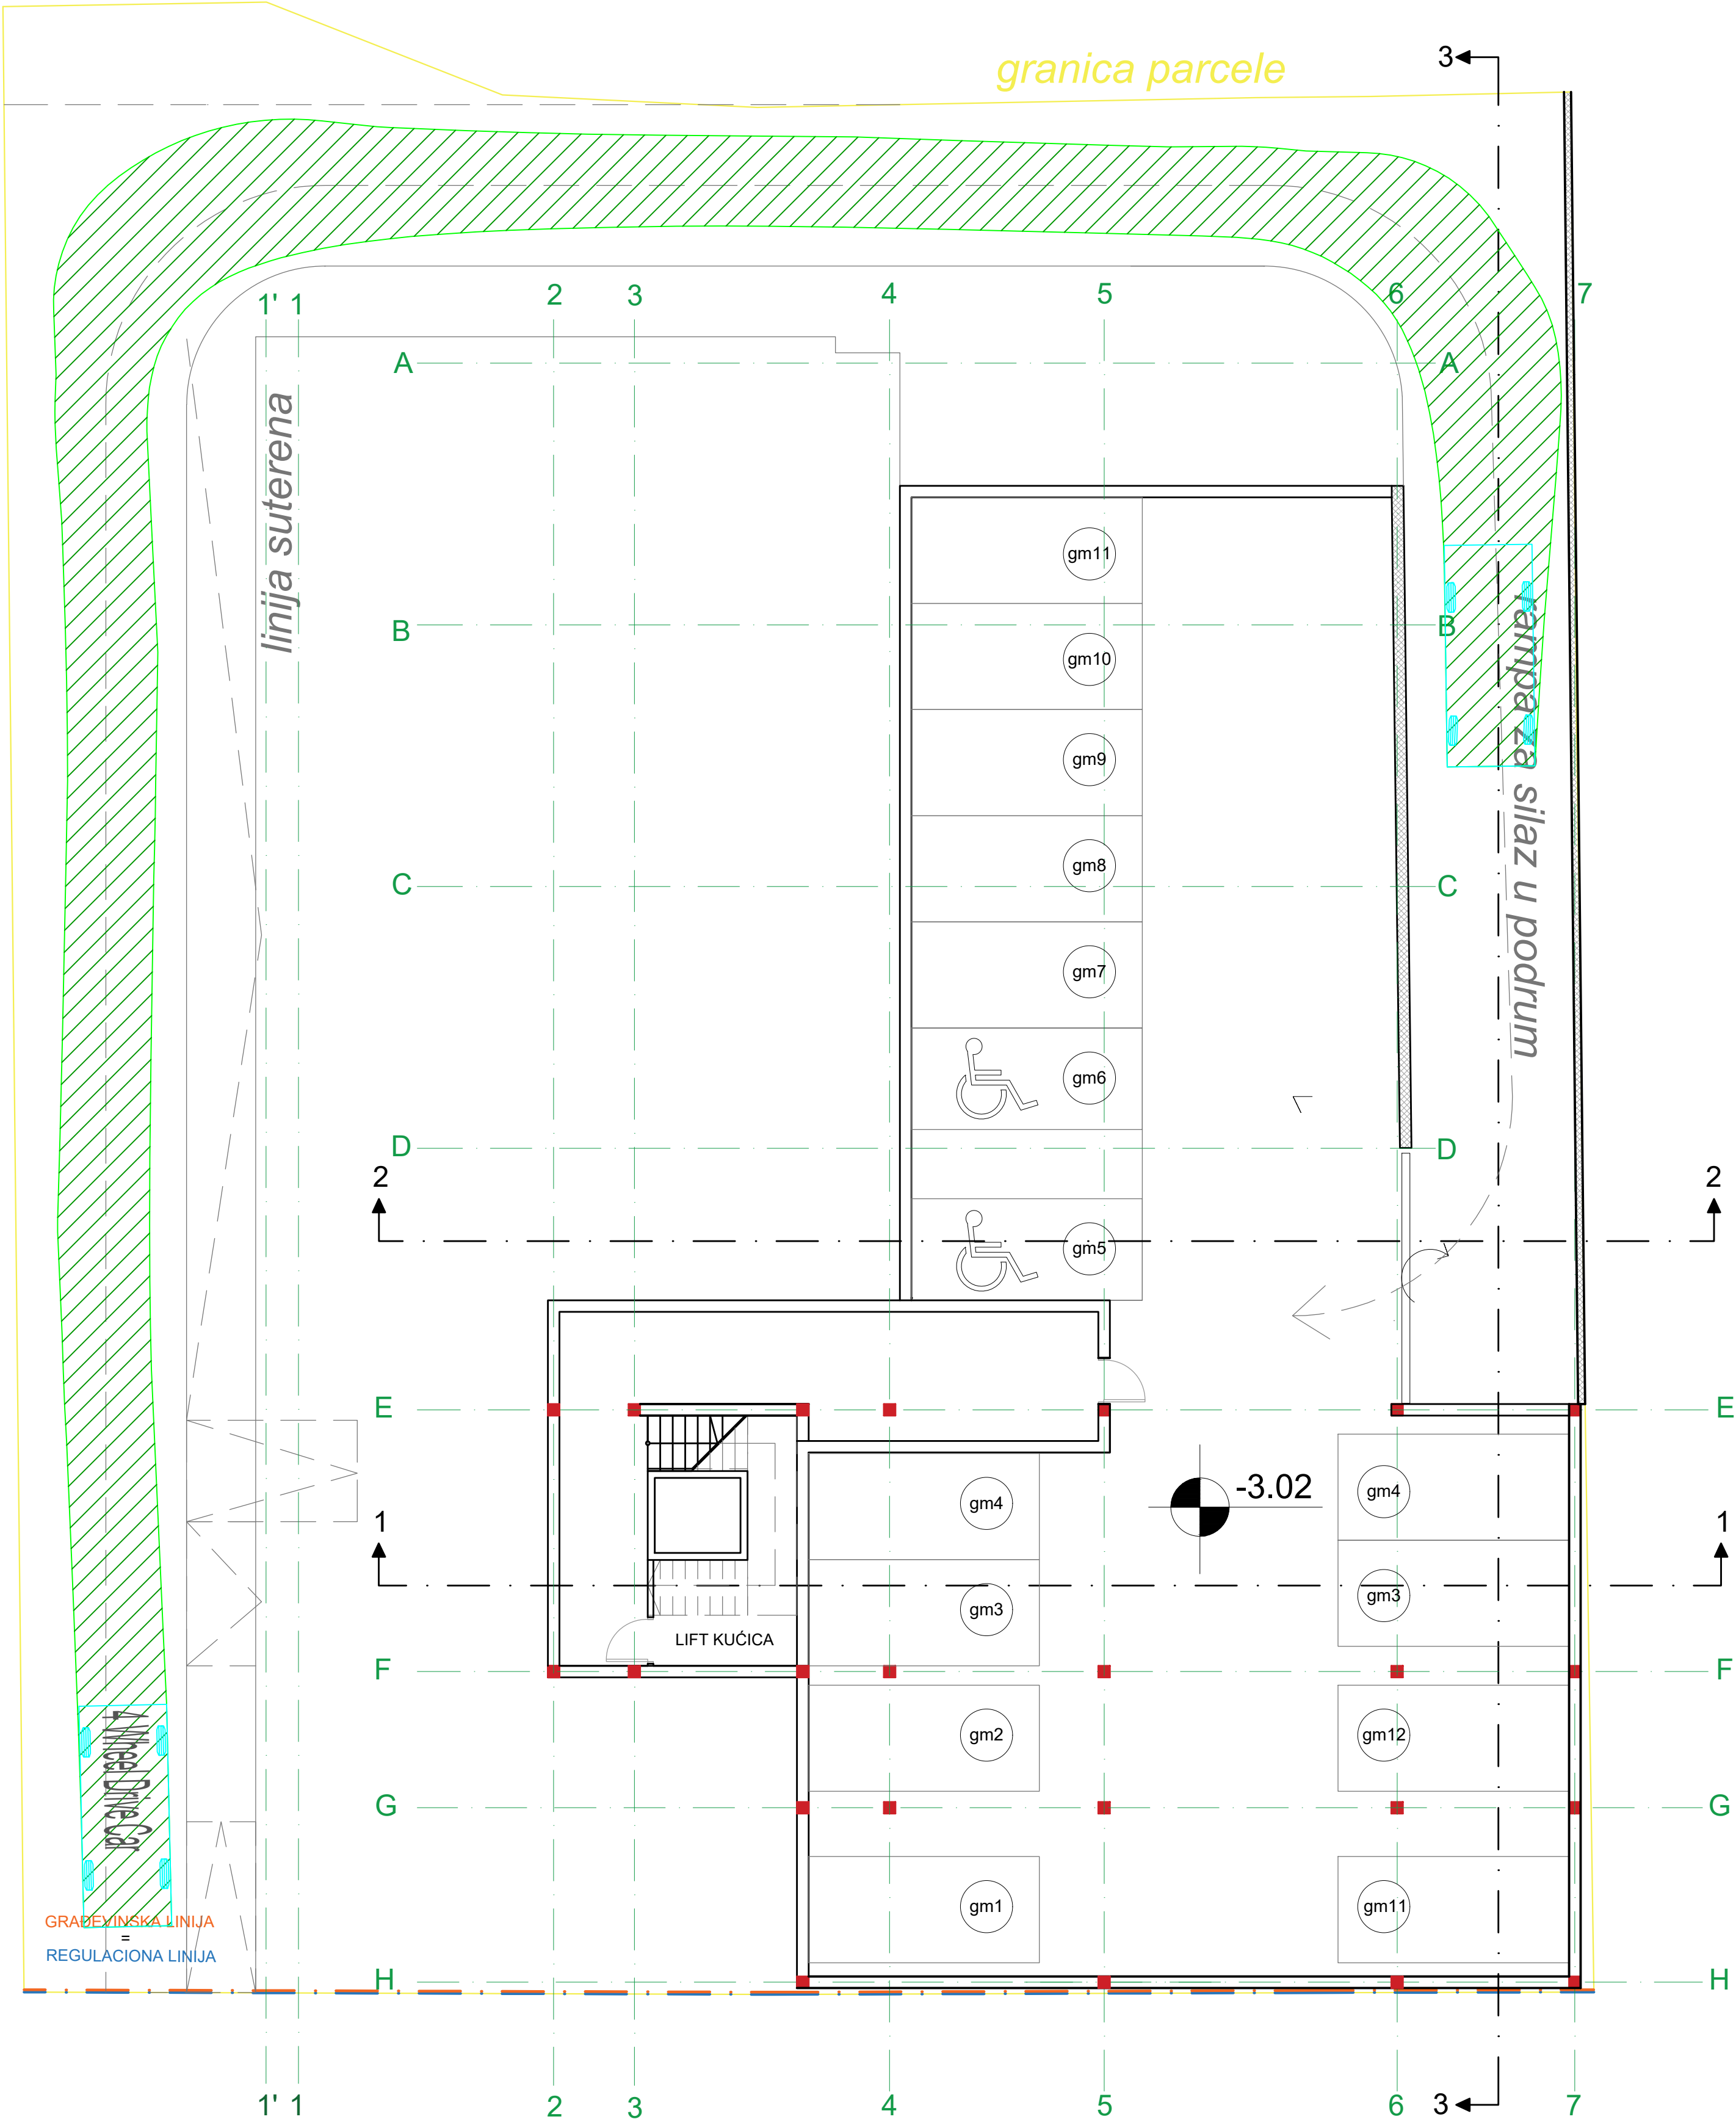 3
granica parcele
1' 1 2 3 4 5 6 7
A A
linija suterena
gm11
B B
rampa za silaz u podrum
gm10
gm9
gm8
C C
gm7
gm6
D D
2 2
gm5
E E
-3.02
gm4 gm4
1 1
gm3 gm3
LIFT KUĆICA
F F
gm2 gm12
4 Wheel Drive Car
G G
gm1 gm11
GRAĐEVINSKA LINIJA
=
REGULACIONA LINIJA
H H
1' 1 2 3 4 5 6 3 7